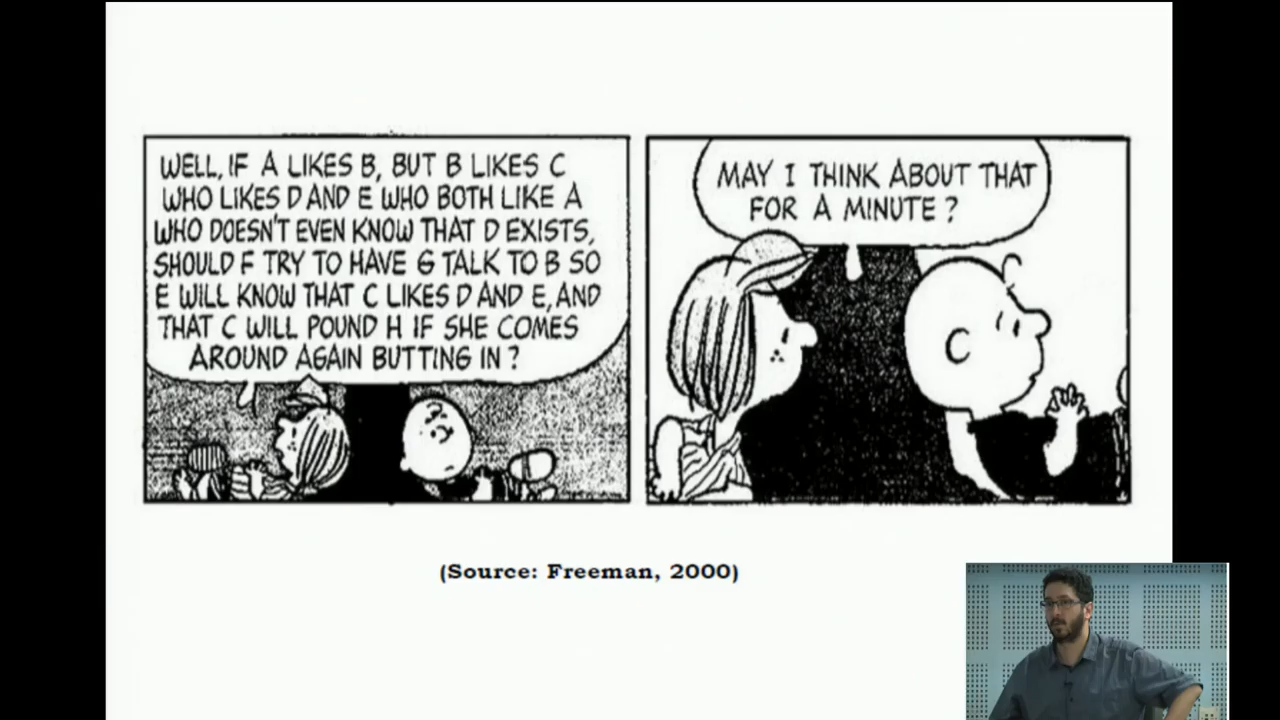 WELL, IF A LIKES B, BUT B LIKES C
WHO LIKES D AND E WHO BOTH LIKE A
WHO DOESN'T EVEN KNOW THAT D EXISTS,
SHOULD F TRY TO HAVE G TALK TO B SO
E WILL KNOW THAT C LIKES D AND E, AND
THAT C WILL POUND H IF SHE COMES
AROUND AGAIN BUTTING IN?
MAY I THINK ABOUT THAT
FOR A MINUTE?
(Source: Freeman, 2000)